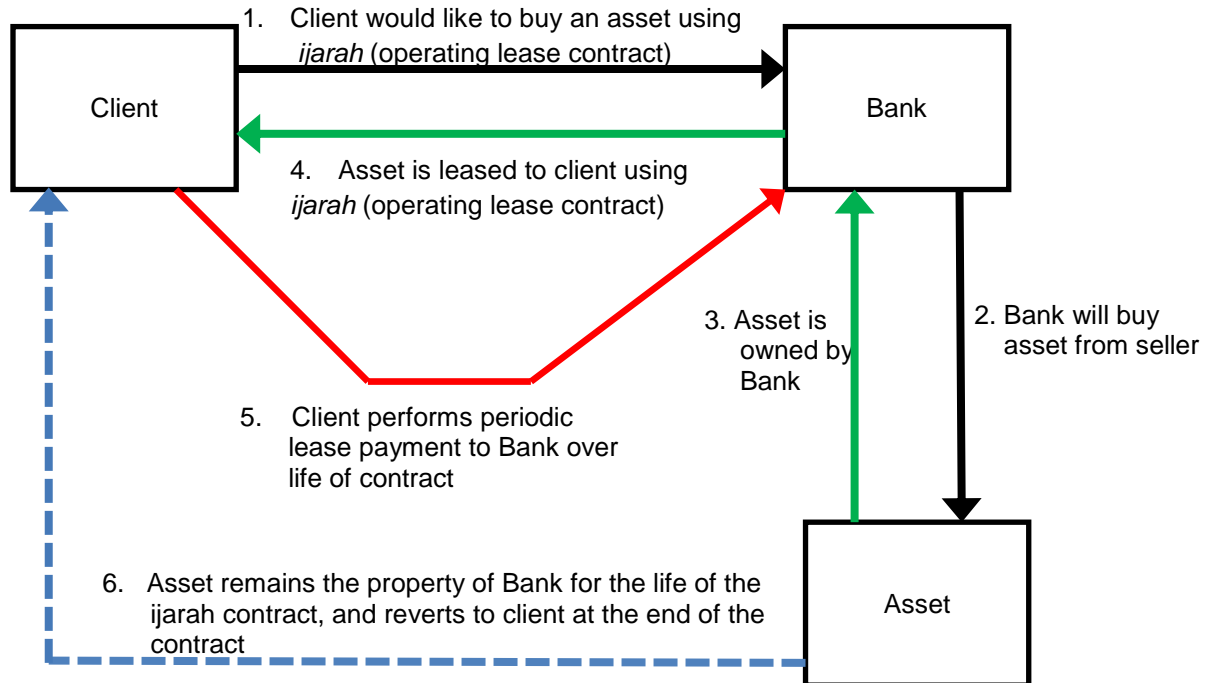 1. Client would like to buy an asset using
ijarah (operating lease contract)
Client
Bank
4. Asset is leased to client using
ijarah (operating lease contract)
3. Asset is
owned by
Bank
2. Bank will buy
asset from seller
5. Client performs periodic
lease payment to Bank over
life of contract
6. Asset remains the property of Bank for the life of the
ijarah contract, and reverts to client at the end of the
contract
Asset